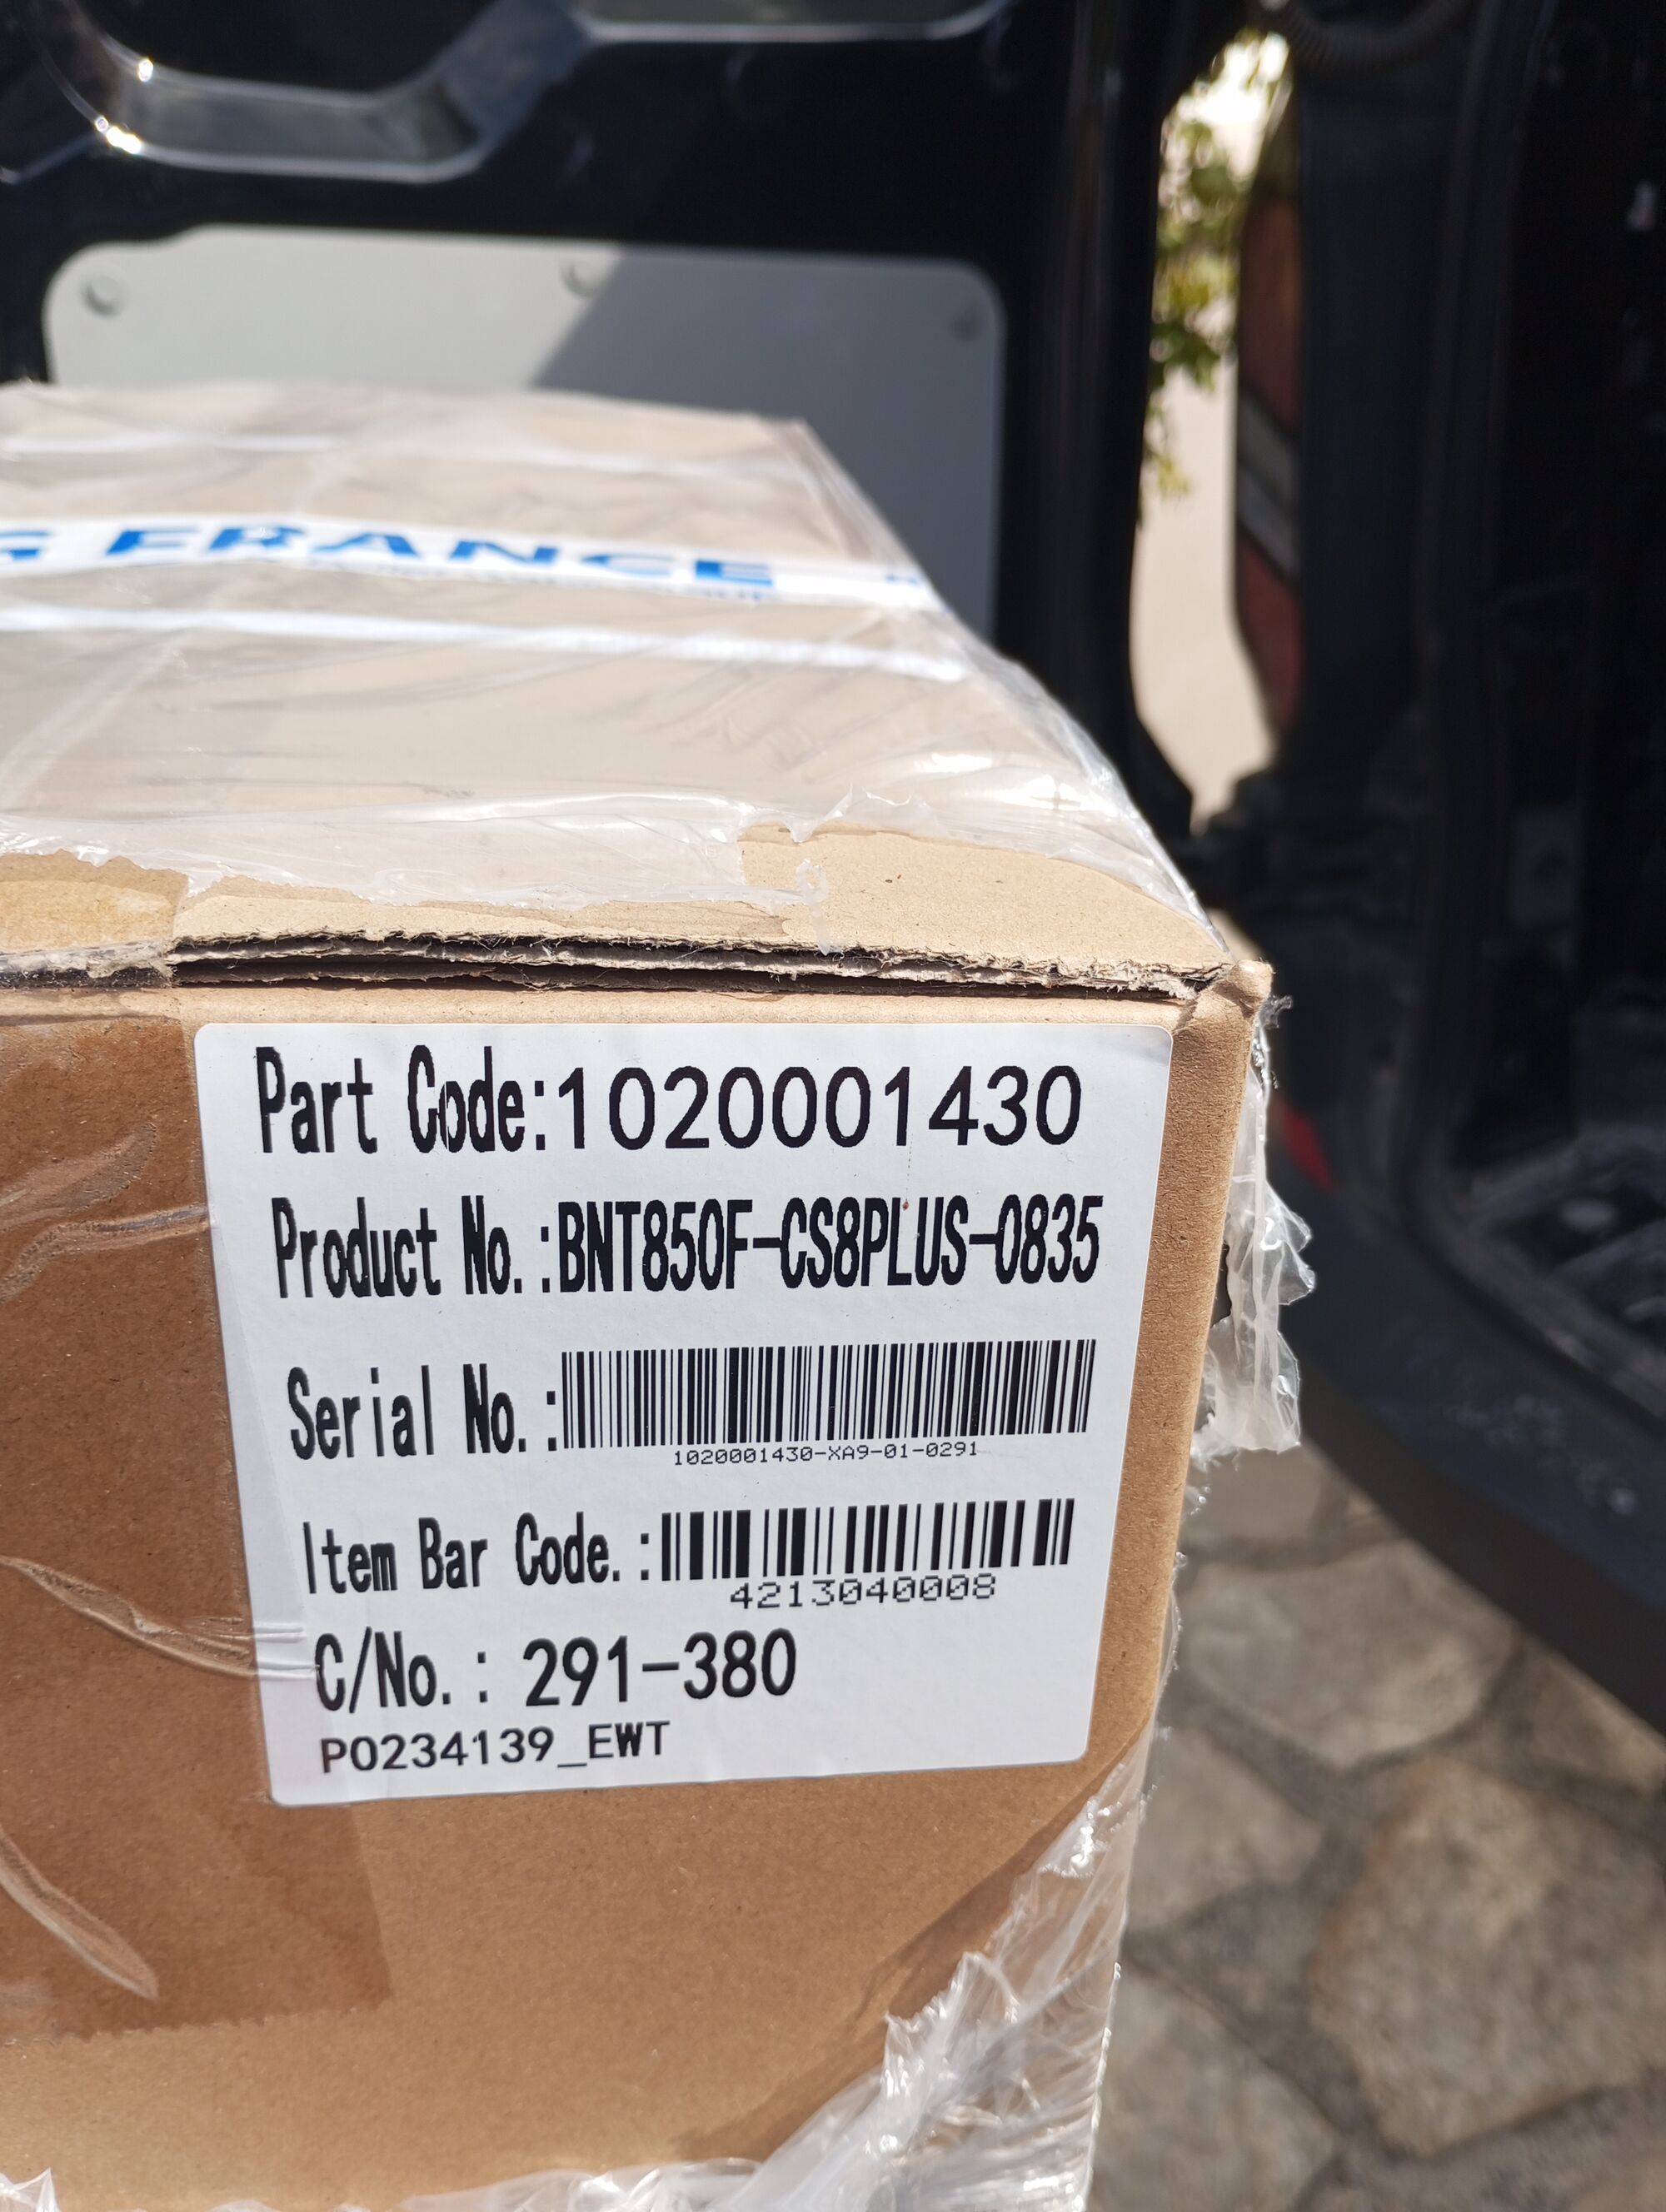 FRANCE
Part Code:1020001430
Product No.:BNT850F-CS8PLUS-0835
Serial No.:
1020001430-XA9-01-0291
Item Bar Code.:
4213040008
C/No.: 291-380
PO234139_EWT